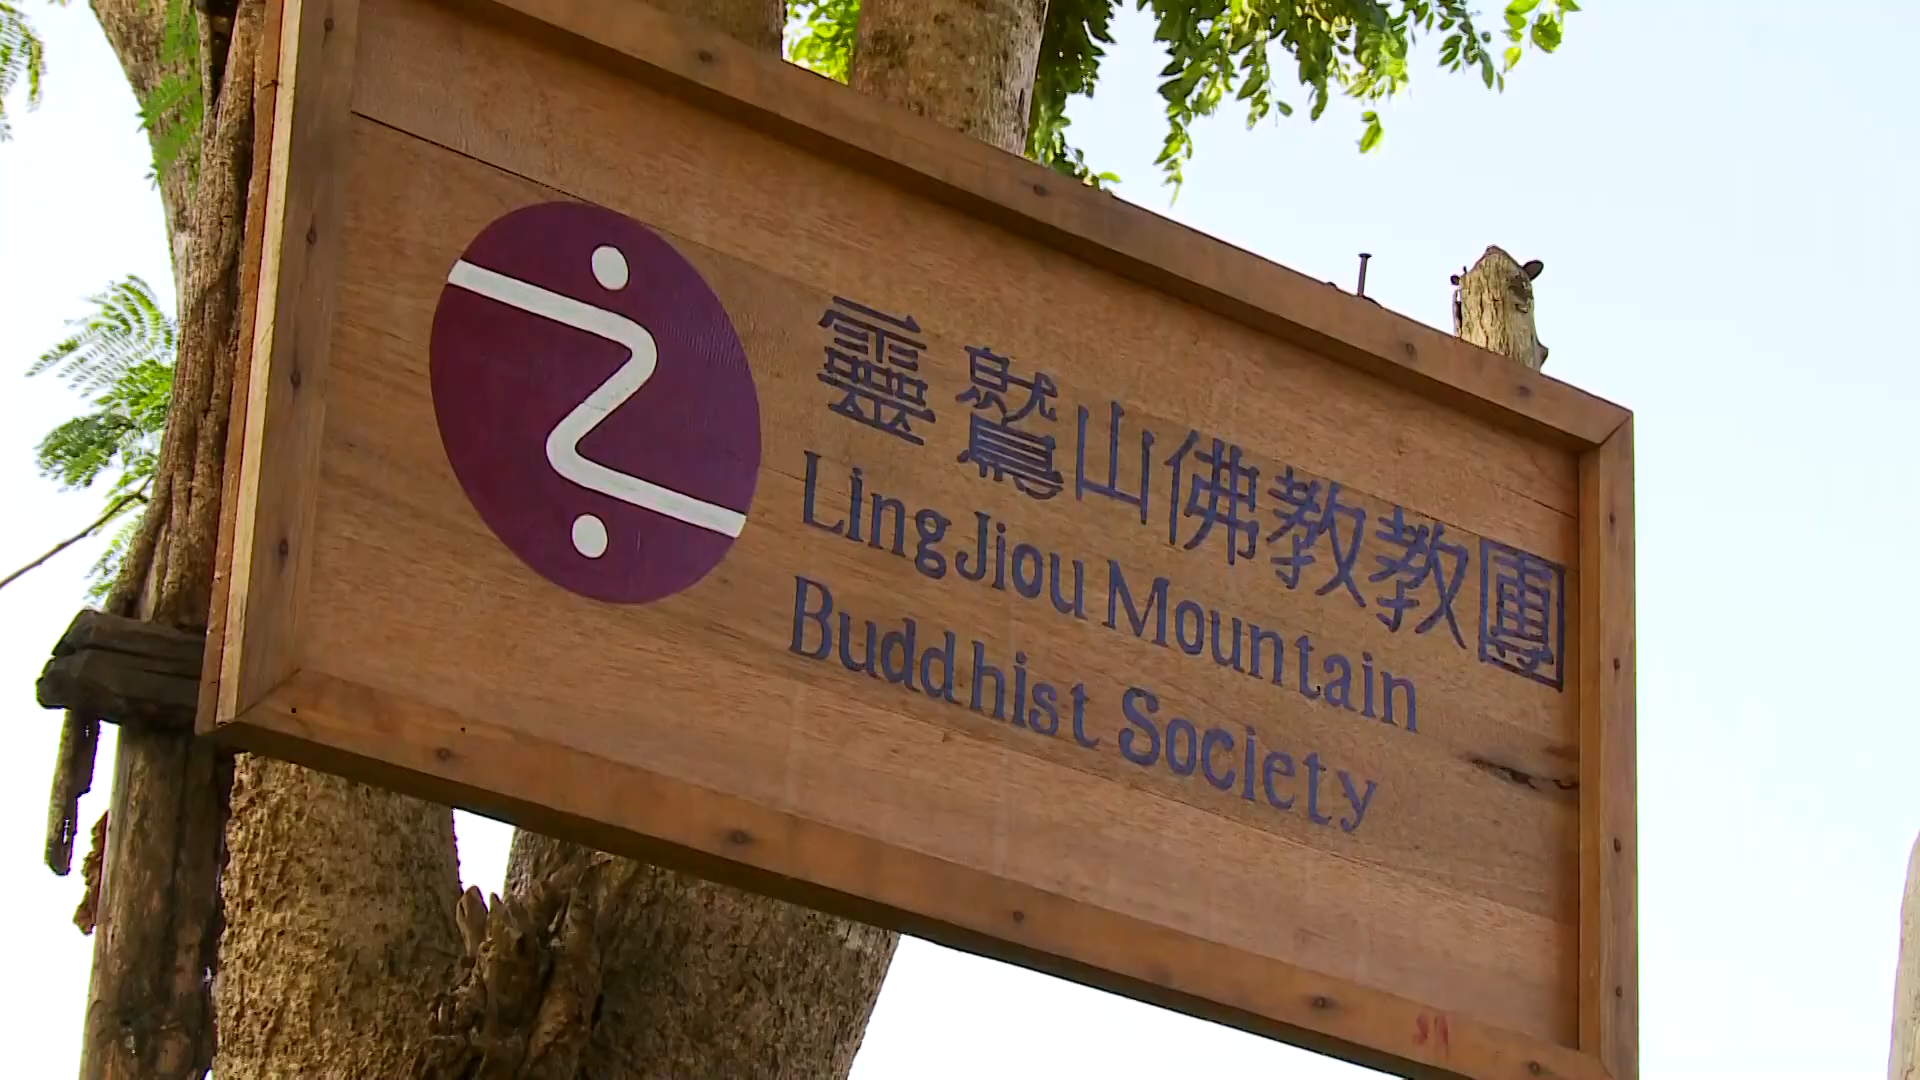 靈鷲山佛教教團
Ling Jiou Mountain
Buddhist Society